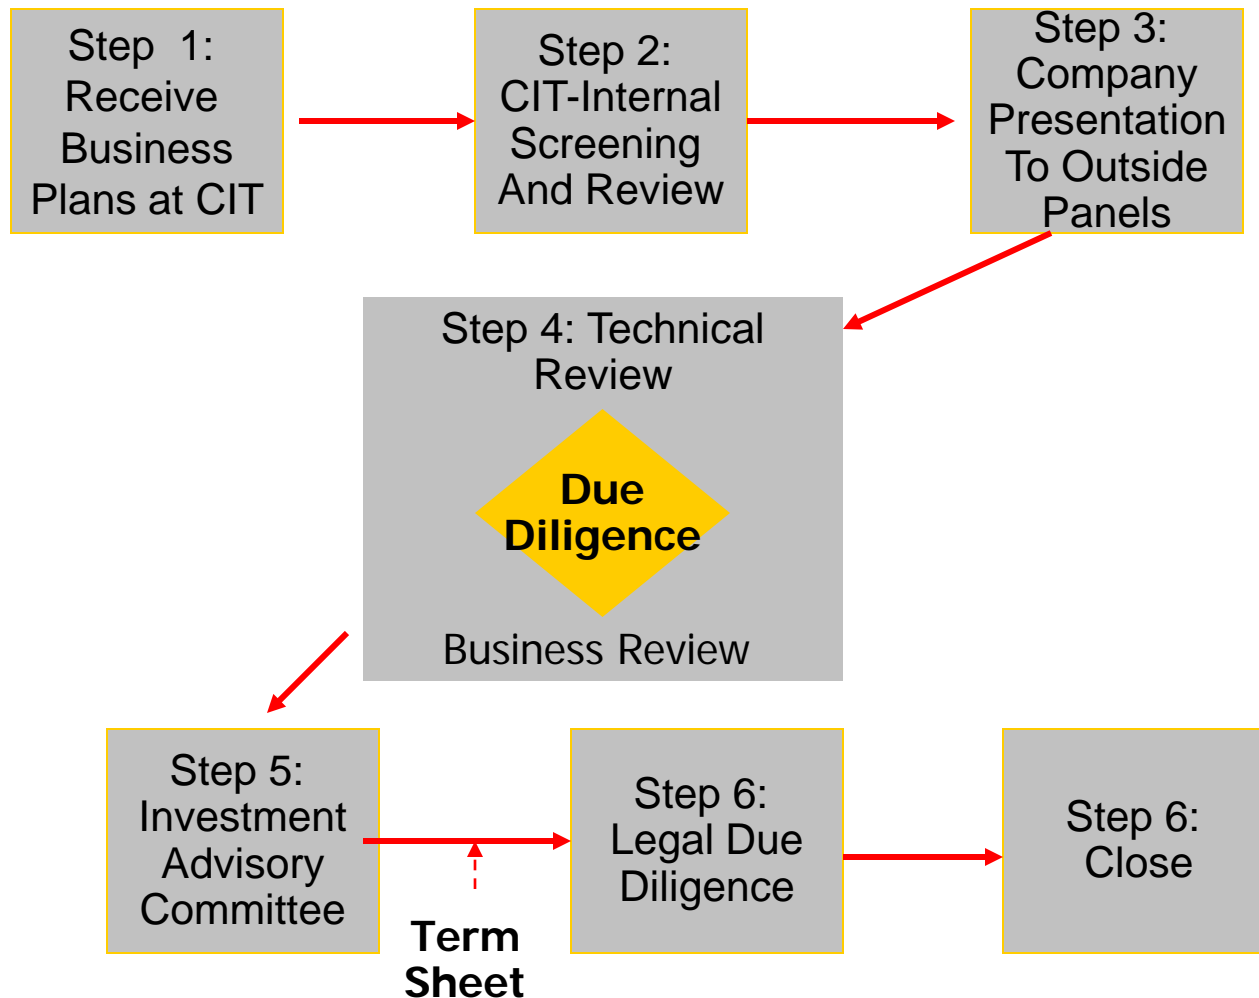 Step 1:
Receive
Business
Plans at CIT
Step 2:
CIT-Internal
Screening
And Review
Step 3:
Company
Presentation
To Outside
Panels
Step 4: Technical
Review
Due
Diligence
Business Review
Step 5:
Investment
Advisory
Committee
Term
Sheet
Step 6:
Legal Due
Diligence
Step 6:
Close